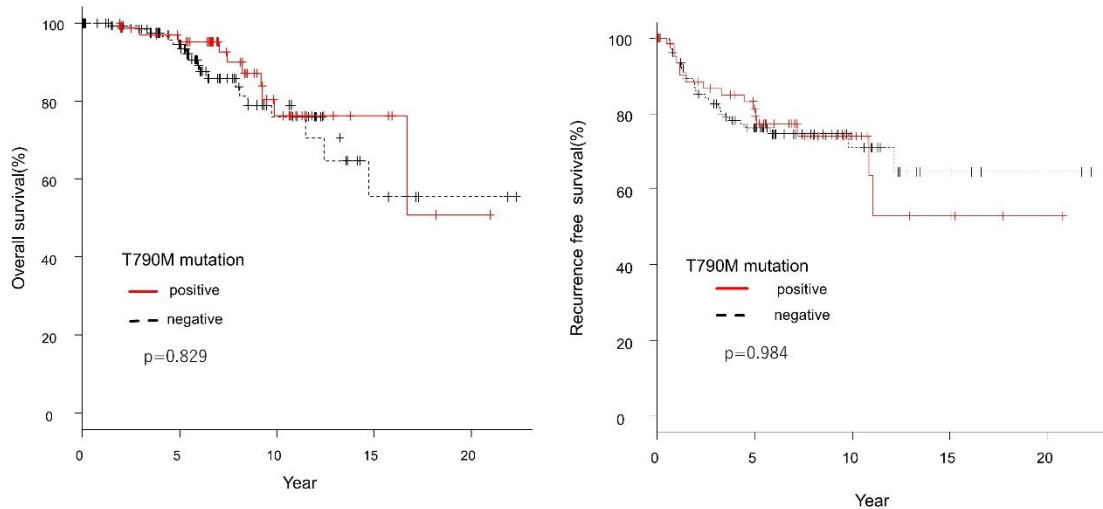 Overall survival(%)
100
80
60
40
20
0
T790M mutation
positive
negative
p=0.829
0 5 10 15 20
Year
Recurrence free survival(%)
100
80
60
40
20
0
T790M mutation
positive
negative
p=0.984
0 5 10 15 20
Year